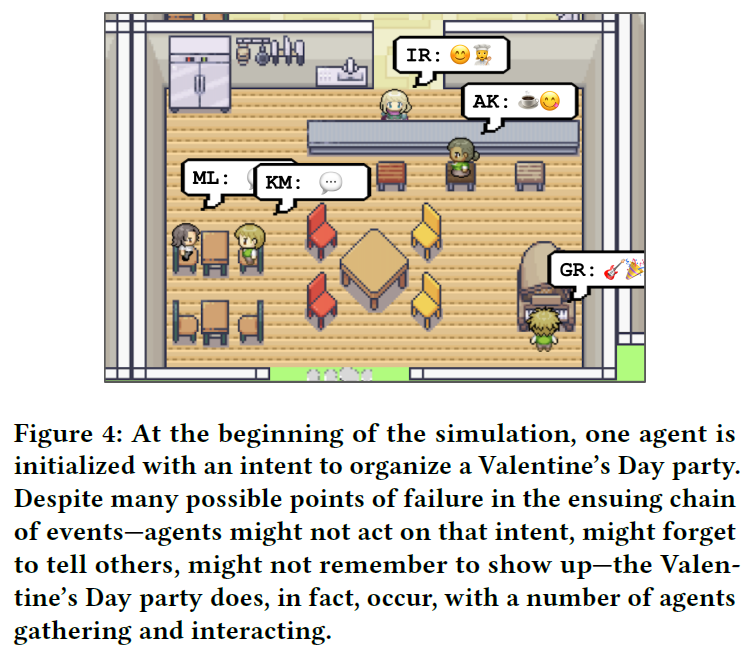 IR: 😊👨‍🍳
AK: ☕😋
ML:
KM: 💬
GR: 🎸🎉
Figure 4: At the beginning of the simulation, one agent is
initialized with an intent to organize a Valentine's Day party.
Despite many possible points of failure in the ensuing chain
of events—agents might not act on that intent, might forget
to tell others, might not remember to show up—the Valen-
tine's Day party does, in fact, occur, with a number of agents
gathering and interacting.